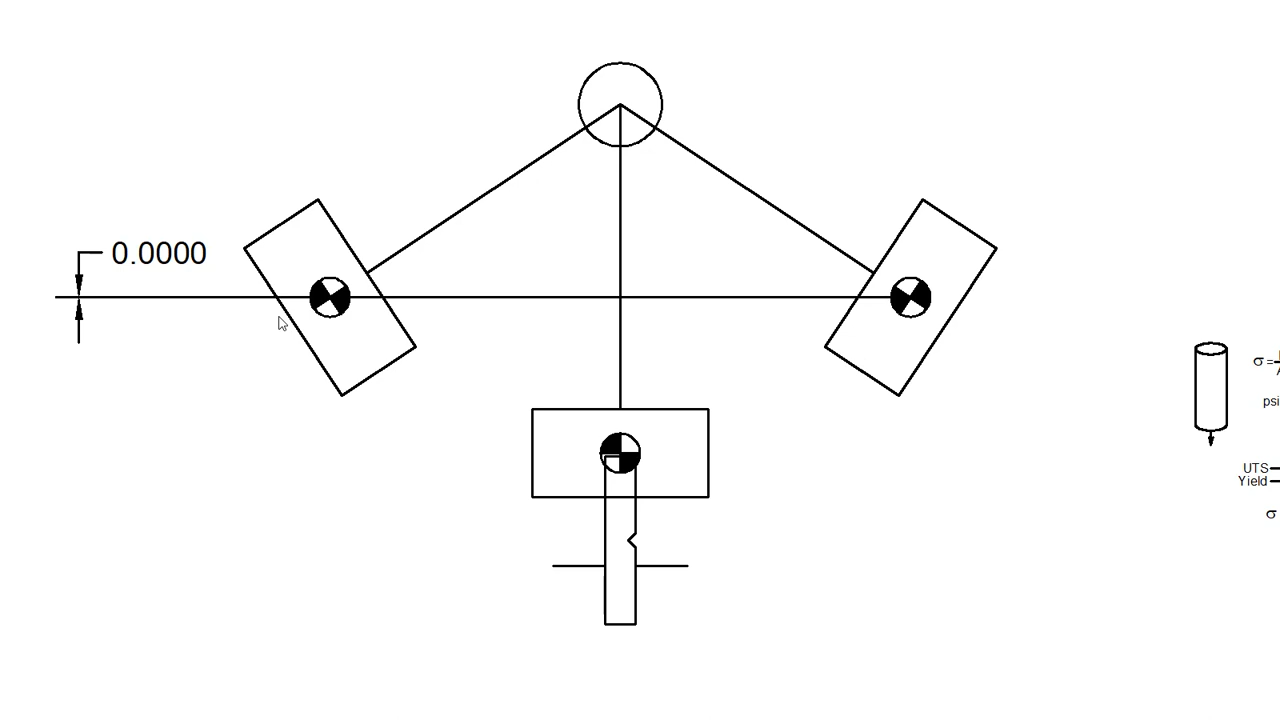 0.0000
σ =
psi
UTS
Yield
σ